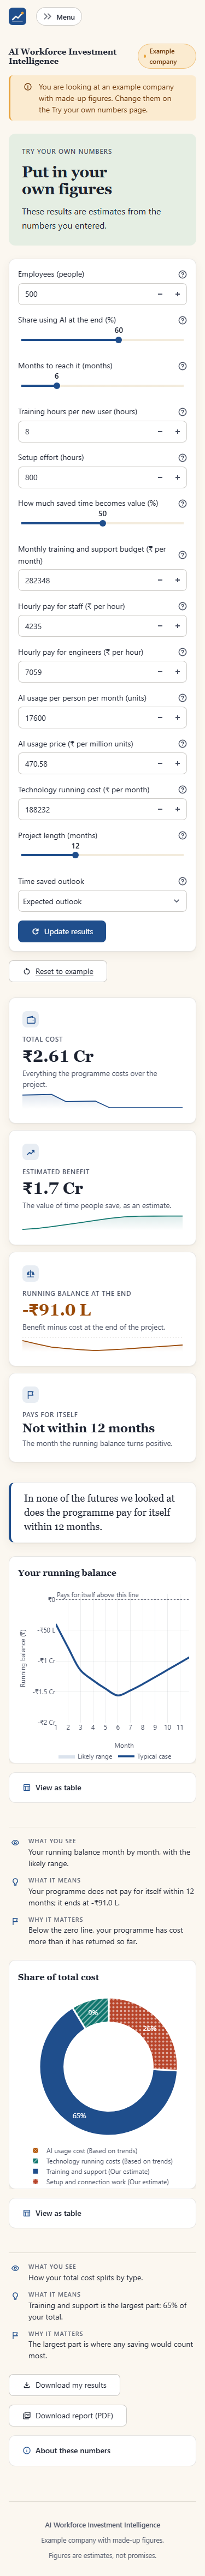 Menu
AI Workforce Investment
Intelligence
Example
company
You are looking at an example company
with made-up figures. Change them on
the Try your own numbers page.
TRY YOUR OWN NUMBERS
Put in your
own figures
These results are estimates from the
numbers you entered.
Employees (people)
500
Share using AI at the end (%)
60
Months to reach it (months)
6
Training hours per new user (hours)
8
Setup effort (hours)
800
How much saved time becomes value (%)
50
Monthly training and support budget (₹ per
month)
282348
Hourly pay for staff (₹ per hour)
4235
Hourly pay for engineers (₹ per hour)
7059
AI usage per person per month (units)
17600
AI usage price (₹ per million units)
470.58
Technology running cost (₹ per month)
188232
Project length (months)
12
Time saved outlook
Expected outlook
Update results
Reset to example
TOTAL COST
₹2.61 Cr
Everything the programme costs over the
project.
ESTIMATED BENEFIT
₹1.7 Cr
The value of time people save, as an estimate.
RUNNING BALANCE AT THE END
-₹91.0 L
Benefit minus cost at the end of the project.
PAYS FOR ITSELF
Not within 12 months
The month the running balance turns positive.
In none of the futures we looked at
does the programme pay for itself
within 12 months.
Your running balance
Pays for itself above this line
₹0
-₹50 L
-₹1 Cr
-₹1.5 Cr
-₹2 Cr
Running balance (₹)
1 2 3 4 5 6 7 8 9 10 11
Month
Likely range Typical case
View as table
WHAT YOU SEE
Your running balance month by month, with the
likely range.
WHAT IT MEANS
Your programme does not pay for itself within 12
months; it ends at -₹91.0 L.
WHY IT MATTERS
Below the zero line, your programme has cost
more than it has returned so far.
Share of total cost
9%
26%
65%
AI usage cost (Based on trends)
Technology running costs (Based on trends)
Training and support (Our estimate)
Setup and connection work (Our estimate)
View as table
WHAT YOU SEE
How your total cost splits by type.
WHAT IT MEANS
Training and support is the largest part: 65% of
your total.
WHY IT MATTERS
The largest part is where any saving would count
most.
Download my results
Download report (PDF)
About these numbers
AI Workforce Investment Intelligence
Example company with made-up figures.
Figures are estimates, not promises.